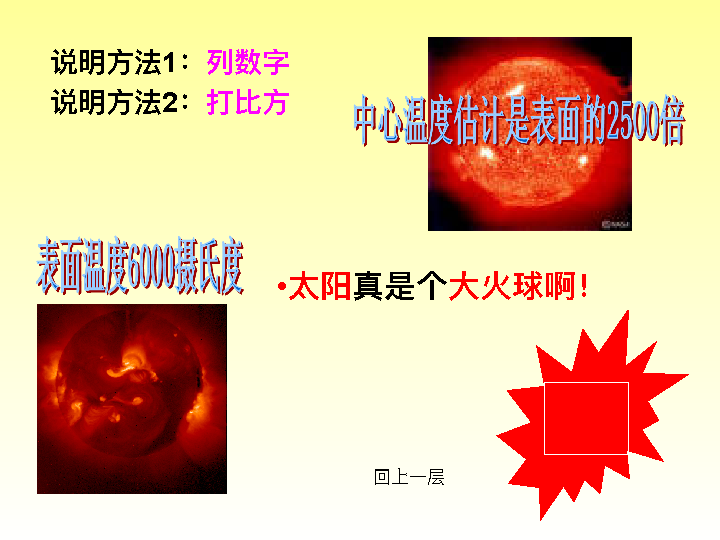 说明方法1：列数字
说明方法2：打比方
中心温度估计是表面的2500倍
表面温度6000摄氏度
•太阳真是个大火球啊！
回上一层